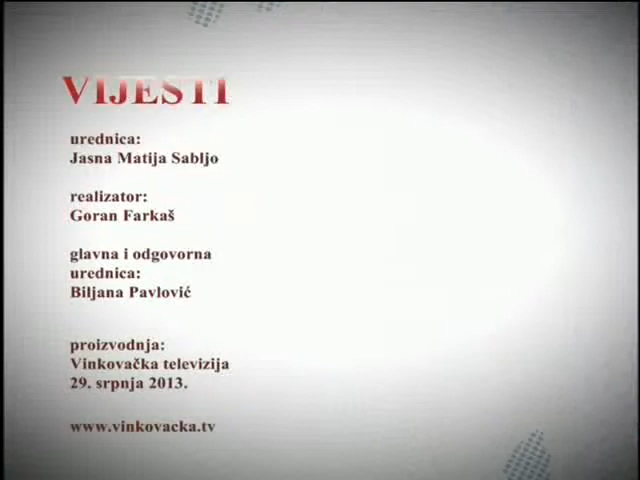 VIJESTI
urednica:
Jasna Matija Sabljo
realizator:
Goran Farkaš
glavna i odgovorna
urednica:
Biljana Pavlović
proizvodnja:
Vinkovačka televizija
29. srpnja 2013.
www.vinkovacka.tv